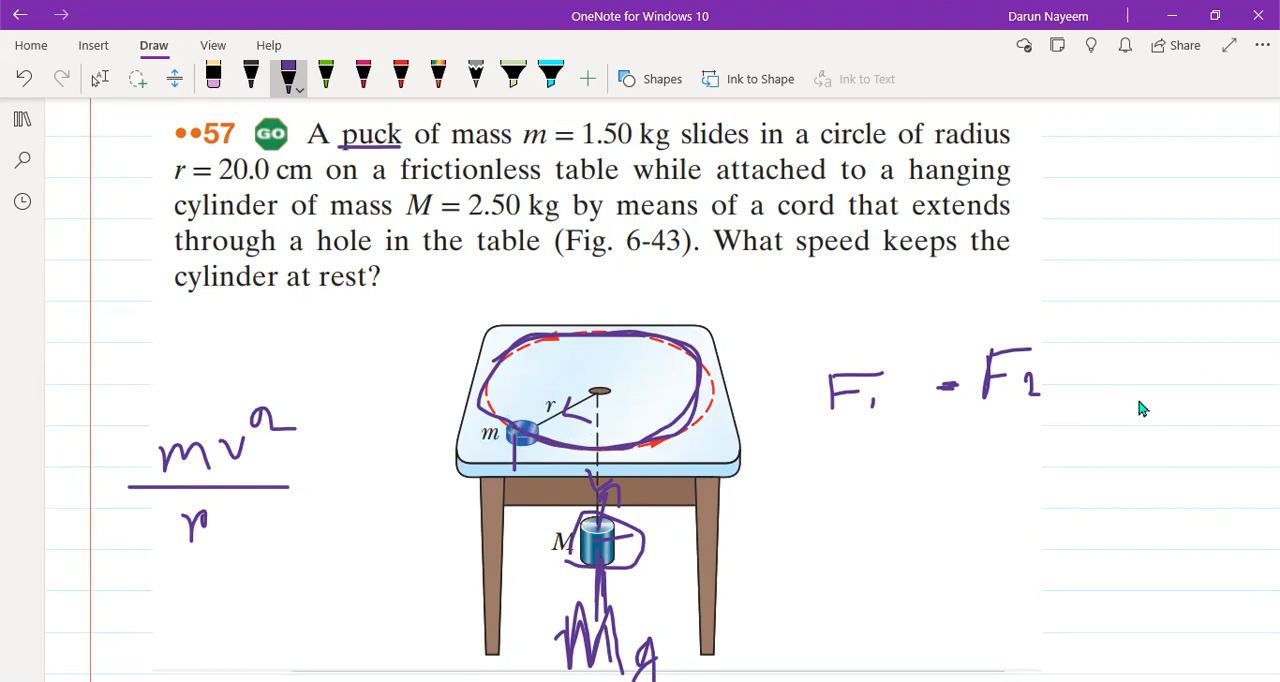 OneNote for Windows 10
Darun Nayeem
Home Insert Draw View Help
Share
Shapes
Ink to Shape
Ink to Text
••57 GO A puck of mass m = 1.50 kg slides in a circle of radius
r = 20.0 cm on a frictionless table while attached to a hanging
cylinder of mass M = 2.50 kg by means of a cord that extends
through a hole in the table (Fig. 6-43). What speed keeps the
cylinder at rest?
r
m
M
mv²
r
F₁ = F₂
Mg